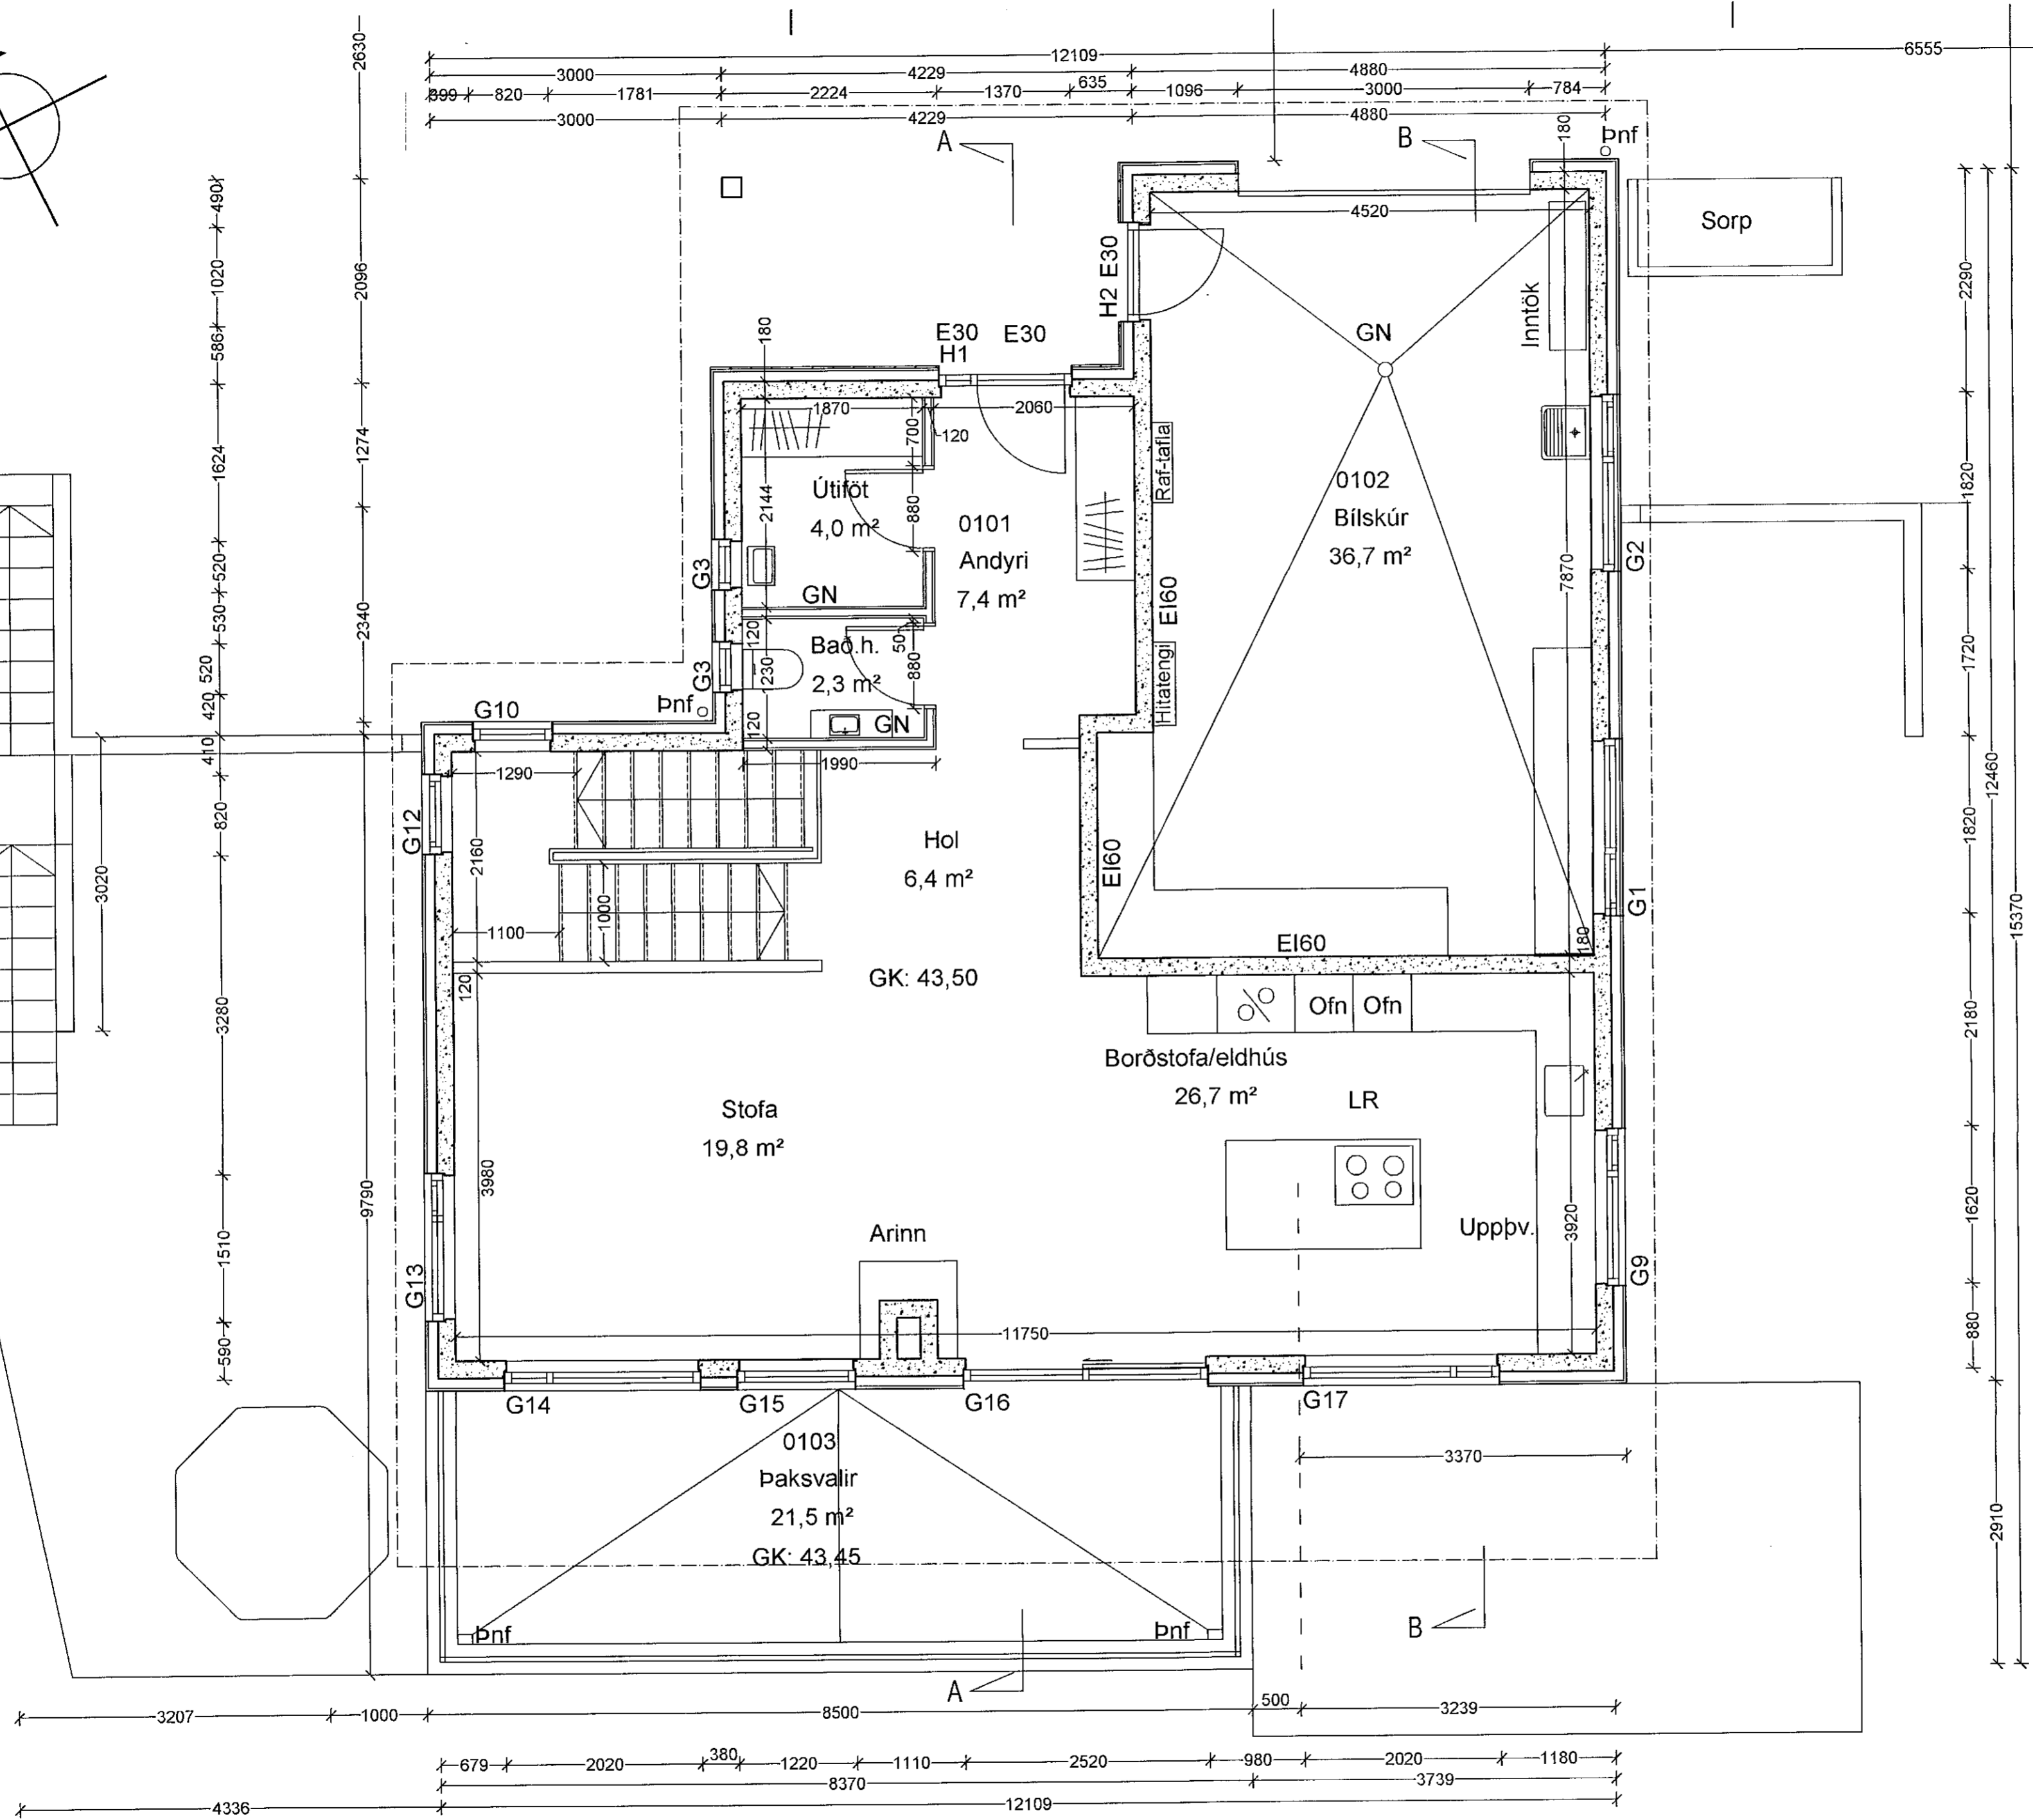 12109
6555
3000
4229
4880
399
820
1781
2224
1370
635
1096
3000
784
3000
4229
4880
2630
2096
1274
2340
9790
490
1020
586
1624
520
530
520
420
410
820
3280
1510
590
3020
A
B
180
Þnf
Sorp
4520
H2 E30
E30
E30
H1
GN
Inntök
180
1870
2060
700
120
Raf-tafla
0102
Bílskúr
36,7 m²
Útiföt
4,0 m²
2144
880
0101
Andyri
7,4 m²
G3
GN
EI60
7870
G2
120
50
Bað.h.
2,3 m²
1230
880
G3
Þnf
GN
120
Hitatengi
G10
1290
1990
G12
2160
Hol
6,4 m²
EI60
G1
1100
1000
EI60
180
120
GK: 43,50
Ofn
Ofn
Borðstofa/eldhús
26,7 m²
LR
Stofa
19,8 m²
3980
Arinn
Uppþv.
3920
G13
G9
11750
G14
G15
G16
G17
0103
Þaksvalir
21,5 m²
GK: 43,45
3370
Þnf
Þnf
A
B
2290
1820
1720
1820
2180
1620
880
12460
2910
15370
3207
1000
8500
500
3239
679
2020
380
1220
1110
2520
980
2020
1180
8370
3739
4336
12109